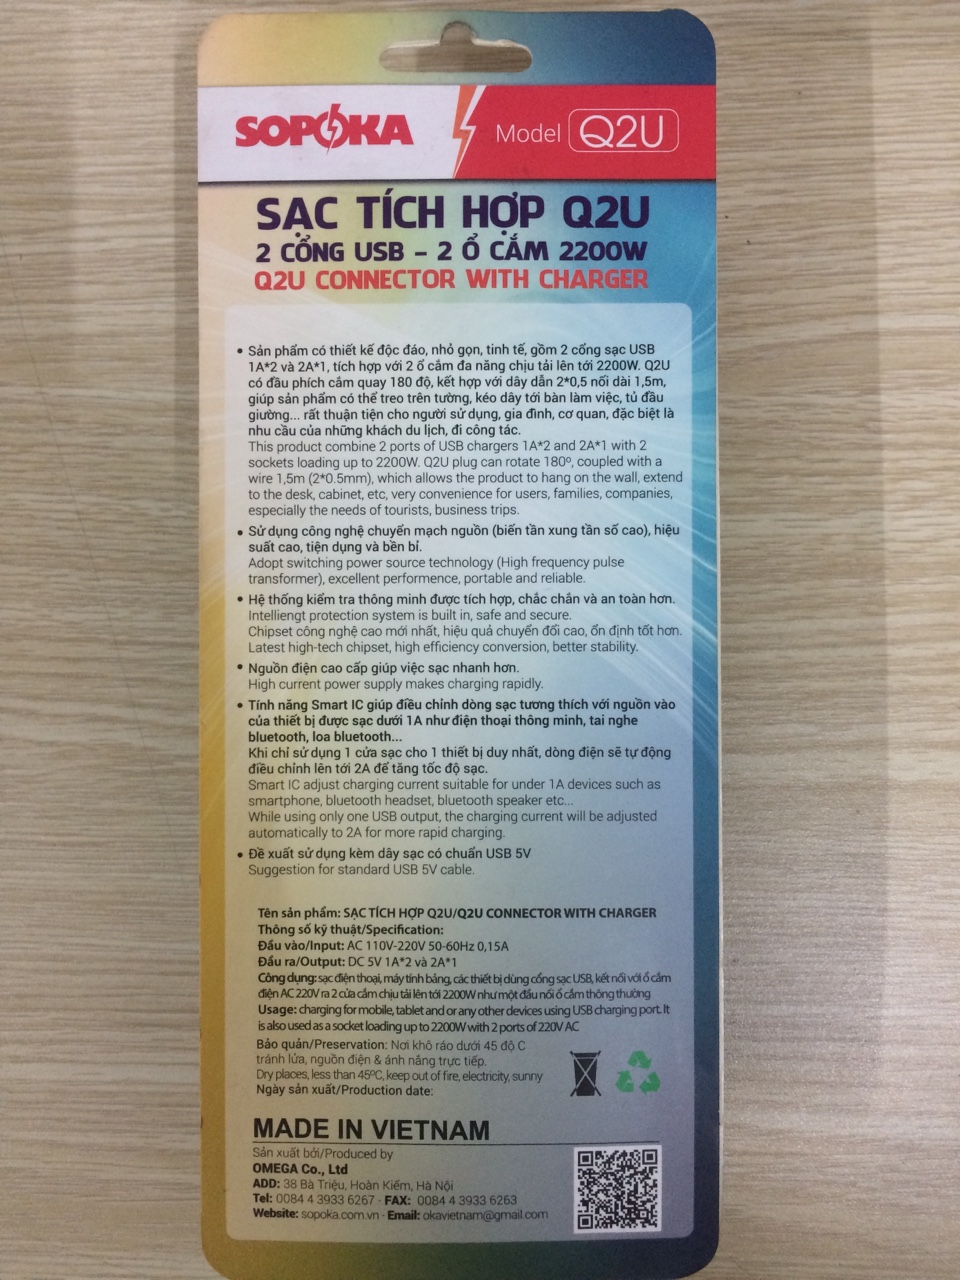 SOPOKA
Model Q2U
SẠC TÍCH HỢP Q2U
2 CỔNG USB – 2 Ổ CẮM 2200W
Q2U CONNECTOR WITH CHARGER
• Sản phẩm có thiết kế độc đáo, nhỏ gọn, tinh tế, gồm 2 cổng sạc USB
1A*2 và 2A*1, tích hợp với 2 ổ cắm đa năng chịu tải lên tới 2200W. Q2U
có đầu phích cắm quay 180 độ, kết hợp với dây dẫn 2*0,5 nối dài 1,5m,
giúp sản phẩm có thể treo trên tường, kéo dây tới bàn làm việc, tủ đầu
giường... rất thuận tiện cho người sử dụng, gia đình, cơ quan, đặc biệt là
nhu cầu của những khách du lịch, đi công tác.
This product combine 2 ports of USB chargers 1A*2 and 2A*1 with 2
sockets loading up to 2200W. Q2U plug can rotate 180º, coupled with a
wire 1,5m (2*0.5mm), which allows the product to hang on the wall, extend
to the desk, cabinet, etc, very convenience for users, families, companies,
especially the needs of tourists, business trips.
• Sử dụng công nghệ chuyển mạch nguồn (biến tần xung tần số cao), hiệu
suất cao, tiện dụng và bền bỉ.
Adopt switching power source technology (High frequency pulse
transformer), excellent performence, portable and reliable.
• Hệ thống kiểm tra thông minh được tích hợp, chắc chắn và an toàn hơn.
Intelliengt protection system is built in, safe and secure.
Chipset công nghệ cao mới nhất, hiệu quả chuyển đổi cao, ổn định tốt hơn.
Latest high-tech chipset, high efficiency conversion, better stability.
• Nguồn điện cao cấp giúp việc sạc nhanh hơn.
High current power supply makes charging rapidly.
• Tính năng Smart IC giúp điều chỉnh dòng sạc tương thích với nguồn vào
của thiết bị được sạc dưới 1A như điện thoại thông minh, tai nghe
bluetooth, loa bluetooth...
Khi chỉ sử dụng 1 cửa sạc cho 1 thiết bị duy nhất, dòng điện sẽ tự động
điều chỉnh lên tới 2A để tăng tốc độ sạc.
Smart IC adjust charging current suitable for under 1A devices such as
smartphone, bluetooth headset, bluetooth speaker etc...
While using only one USB output, the charging current will be adjusted
automatically to 2A for more rapid charging.
• Đề xuất sử dụng kèm dây sạc có chuẩn USB 5V
Suggestion for standard USB 5V cable.
Tên sản phẩm: SẠC TÍCH HỢP Q2U/Q2U CONNECTOR WITH CHARGER
Thông số kỹ thuật/Specification:
Đầu vào/Input: AC 110V-220V 50-60Hz 0,15A
Đầu ra/Output: DC 5V 1A*2 và 2A*1
Công dụng: sạc điện thoại, máy tính bảng, các thiết bị dùng cổng sạc USB, kết nối với ổ cắm
điện AC 220V ra 2 cửa cắm chịu tải lên tới 2200W như một đầu nối ổ cắm thông thường
Usage: charging for mobile, tablet and or any other devices using USB charging port. It
is also used as a socket loading up to 2200W with 2 ports of 220V AC
Bảo quản/Preservation: Nơi khô ráo dưới 45 độ C
tránh lửa, nguồn điện & ánh nắng trực tiếp.
Dry places, less than 45ºC, keep out of fire, electricity, sunny
Ngày sản xuất/Production date:
MADE IN VIETNAM
Sản xuất bởi/Produced by
OMEGA Co., Ltd
ADD: 38 Bà Triệu, Hoàn Kiếm, Hà Nội
Tel: 0084 4 3933 6267 - FAX: 0084 4 3933 6263
Website: sopoka.com.vn - Email: okavietnam@gmail.com